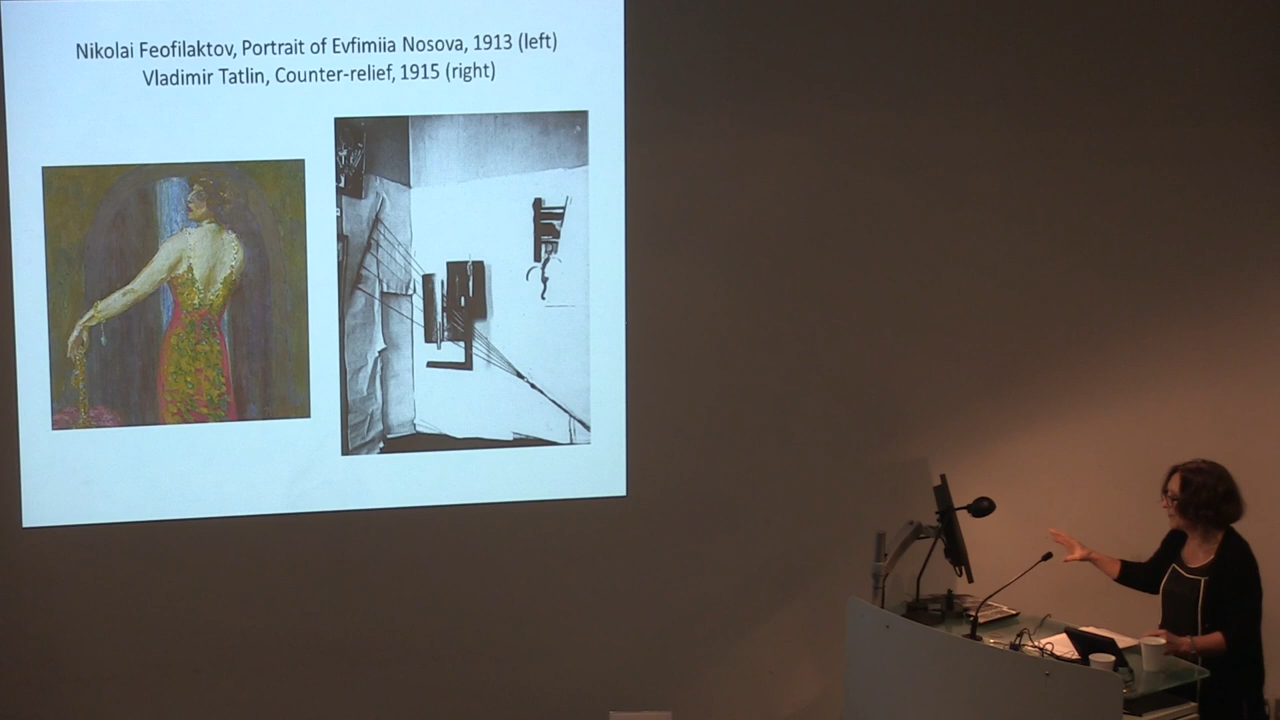 Nikolai Feofilaktov, Portrait of Evfimiia Nosova, 1913 (left)
Vladimir Tatlin, Counter-relief, 1915 (right)